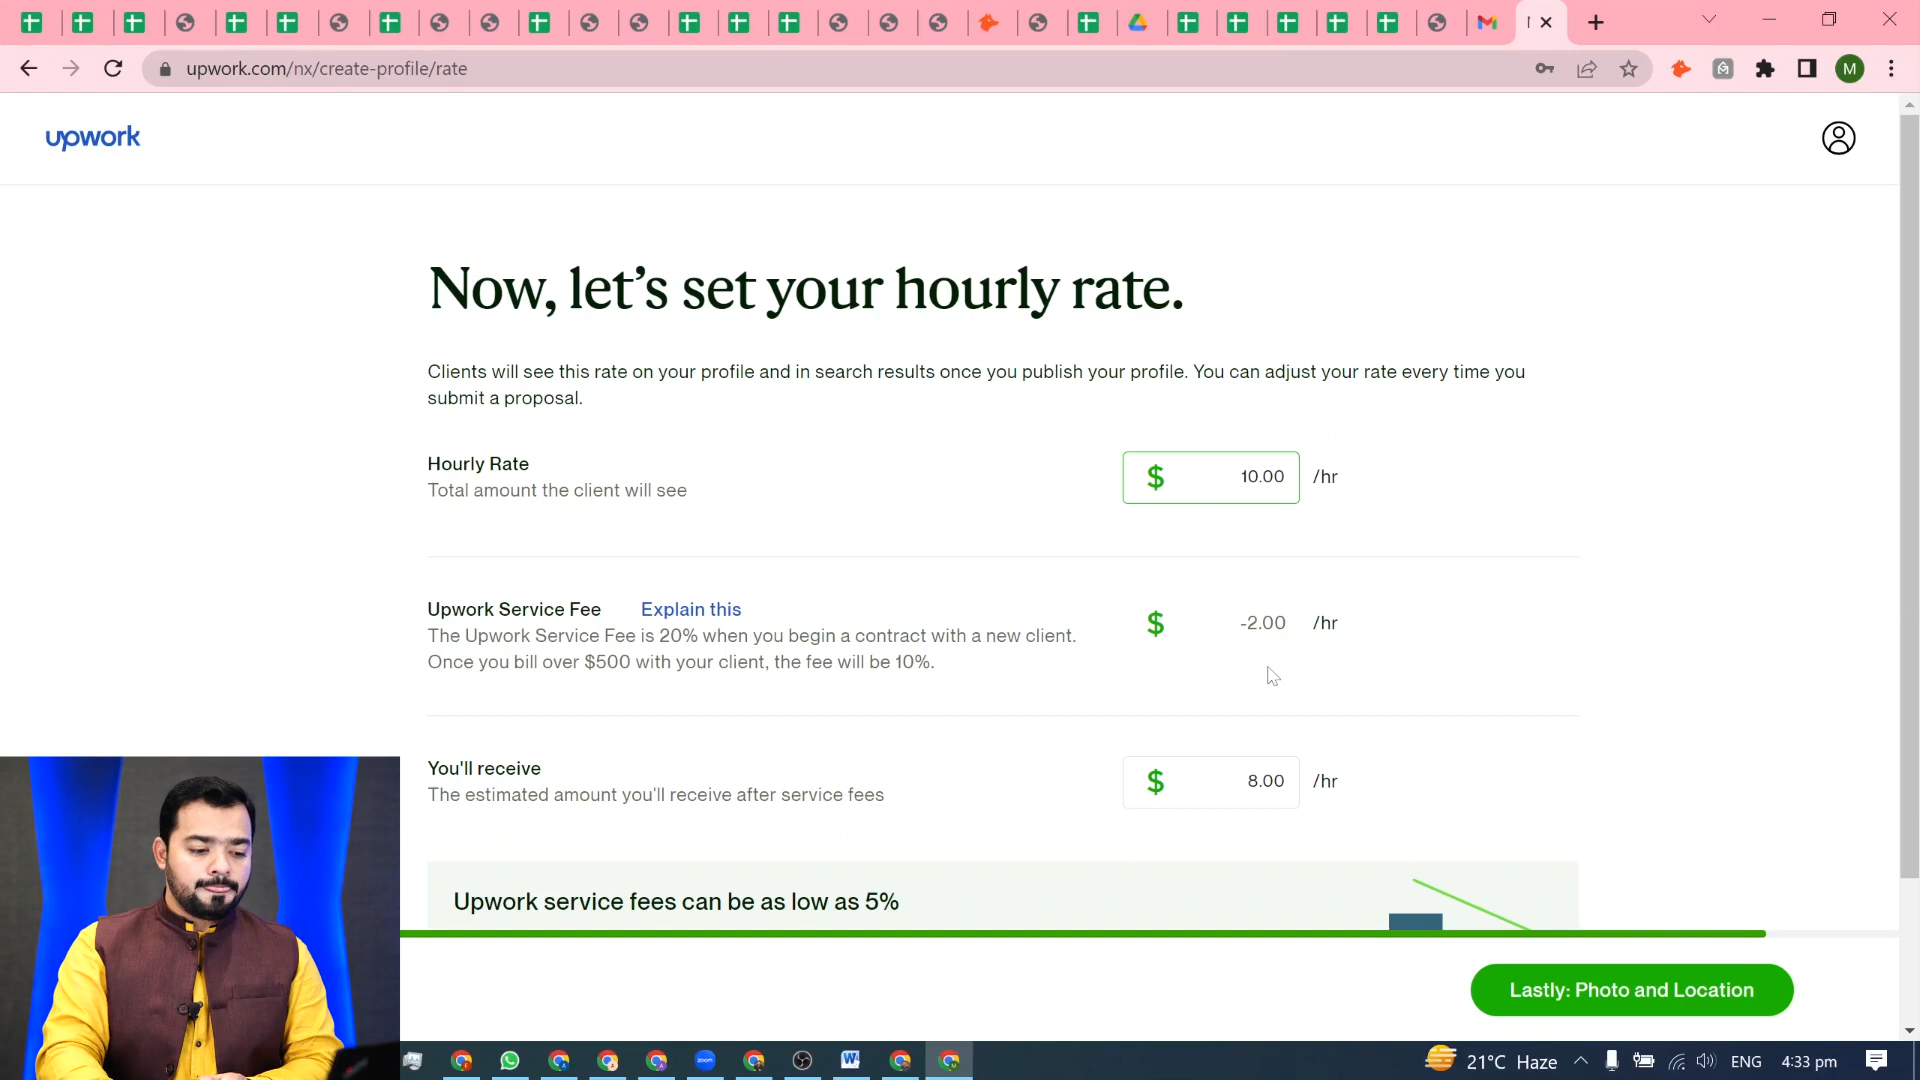 upwork.com/nx/create-profile/rate
M
upwork
Now, let's set your hourly rate.
Clients will see this rate on your profile and in search results once you publish your profile. You can adjust your rate every time you
submit a proposal.
Hourly Rate
Total amount the client will see
$ 10.00 /hr
Upwork Service Fee Explain this
The Upwork Service Fee is 20% when you begin a contract with a new client.
Once you bill over $500 with your client, the fee will be 10%.
$ -2.00 /hr
You'll receive
The estimated amount you'll receive after service fees
$ 8.00 /hr
Upwork service fees can be as low as 5%
Lastly: Photo and Location
zoom
W
21°C Haze
ENG
4:33 pm